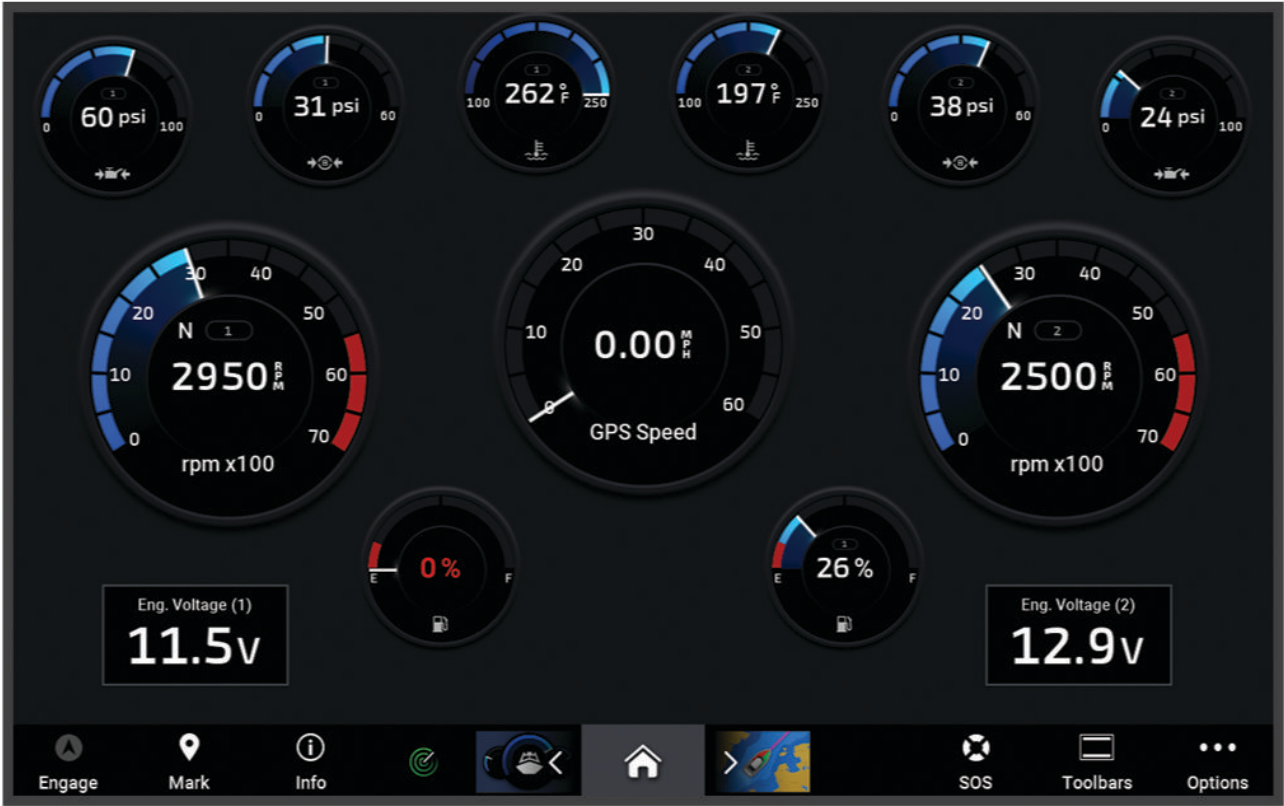 1
60 psi
0
100
1
31 psi
0
60
1
262 °F
100
250
2
197 °F
100
250
2
38 psi
0
60
2
24 psi
0
100
0
10
20
30
40
50
60
70
N
1
2950 RPM
rpm x100
0
10
20
30
40
50
60
0.00 MPH
GPS Speed
0
10
20
30
40
50
60
70
N
2
2500 RPM
rpm x100
0 %
E
F
1
26 %
E
F
Eng. Voltage (1)
11.5 V
Eng. Voltage (2)
12.9 V
Engage
Mark
Info
SOS
Toolbars
Options